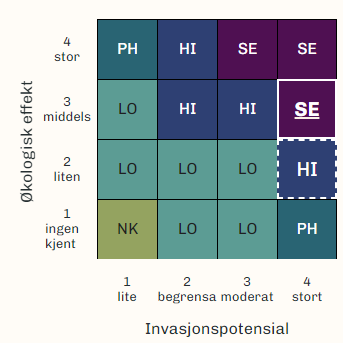 Økologisk effekt
4
stor
PH HI SE SE
3
middels
LO HI HI SE
2
liten
LO LO LO HI
1
ingen
kjent
NK LO LO PH
1 2 3 4
lite begrensa moderat stort
Invasjonspotensial